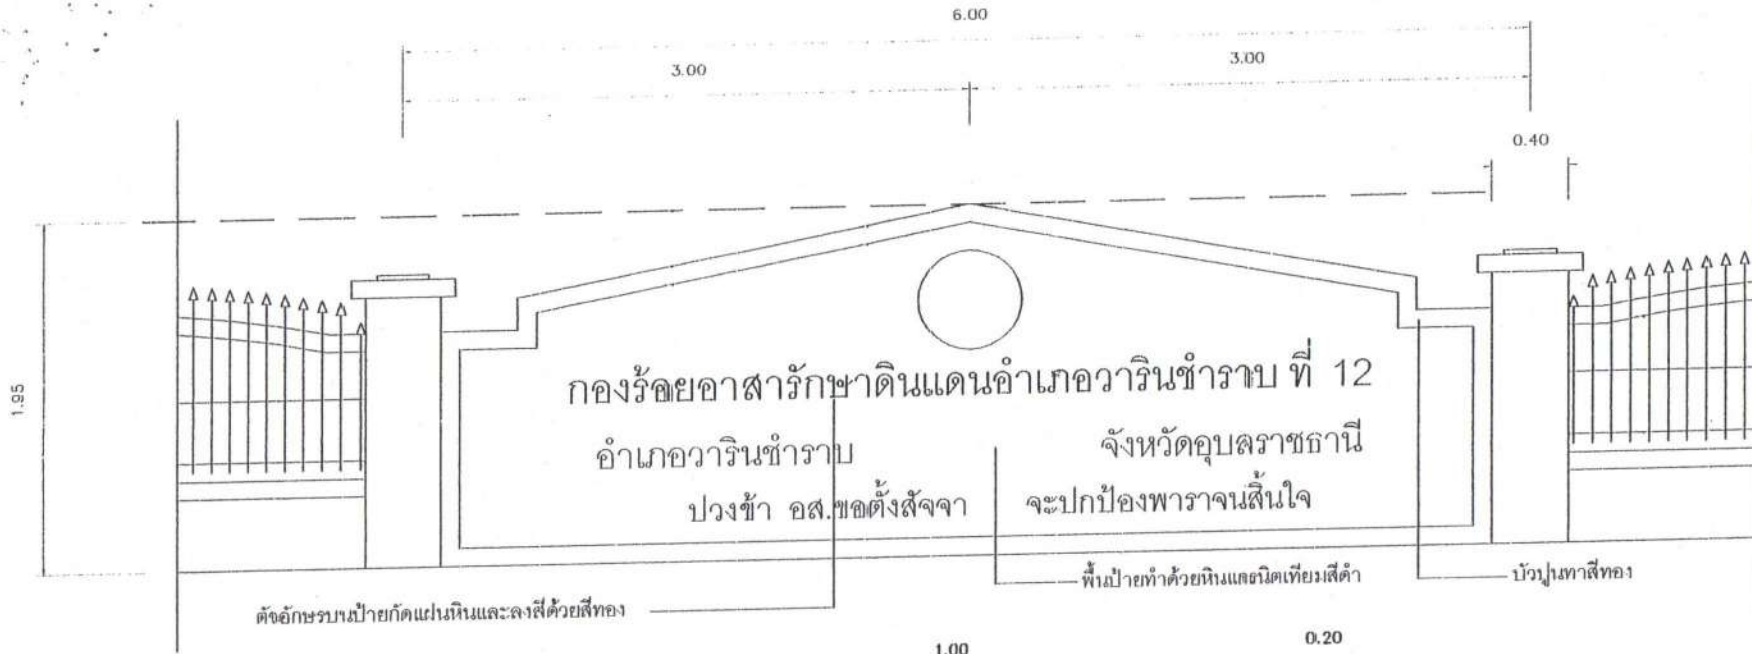 6.00
3.00 3.00
0.40
1.95
กองร้อยอาสารักษาดินแดนอำเภอวารินชำราบ ที่ 12
อำเภอวารินชำราบ จังหวัดอุบลราชธานี
ปวงข้า อส.ขอตั้งสัจจา จะปกป้องพาราจนสิ้นใจ
พื้นป้ายทำด้วยหินแกรนิตเทียมสีดำ บัวปูนทาสีทอง
ตัวอักษรบนป้ายกัดแผ่นหินและลงสีด้วยสีทอง
1.00 0.20